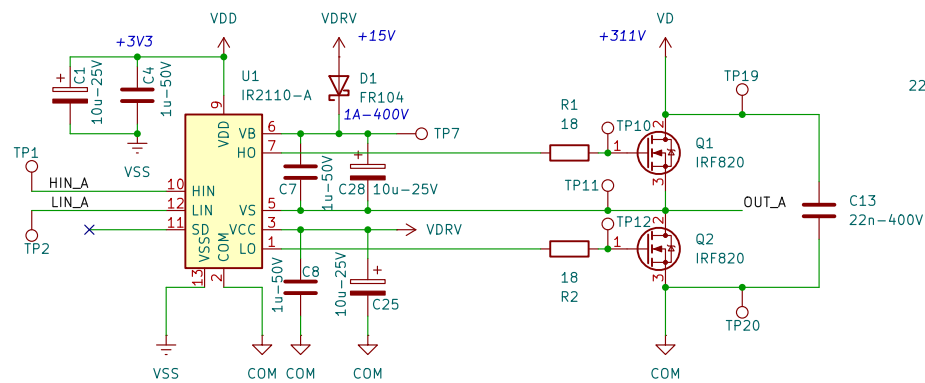 VDD
VDRV
VD
+3V3
+15V
+311V
C1
10u-25V
C4
1u-50V
U1
IR2110-A
D1
FR104
1A-400V
TP19
22
9
VDD
VB
6
TP7
HO
7
C7
1u-50V
C28
10u-25V
R1
18
TP10
1
2
3
Q1
IRF820
VSS
TP1
HIN_A
10
HIN
TP11
LIN_A
12
LIN
VS
5
OUT_A
C13
22n-400V
TP2
11
SD
VCC
3
VDRV
TP12
1
2
3
Q2
IRF820
VSS
COM
LO
1
13
2
1u-50V
C8
10u-25V
C25
18
R2
TP20
VSS
COM
COM
COM
COM